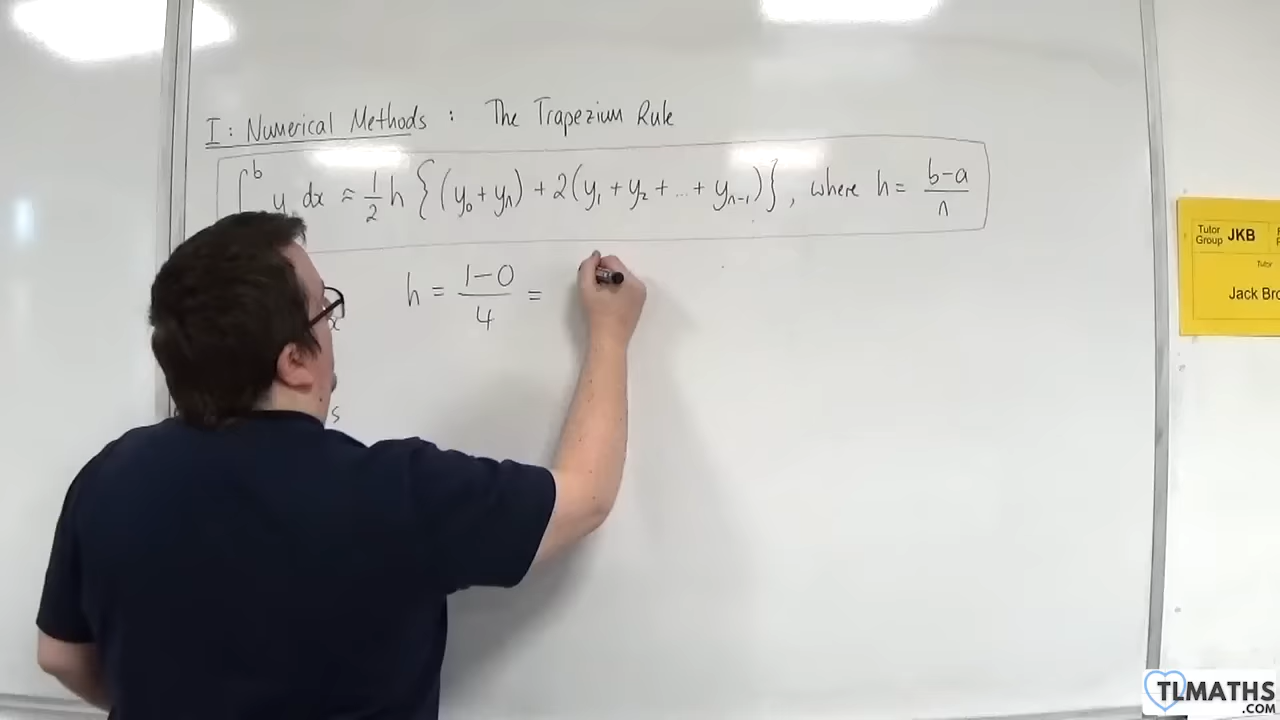 I: Numerical Methods : The Trapezium Rule
∫ᵇ y dx ≈ 1/2 h {(y₀ + yₙ) + 2(y₁ + y₂ + ... + yₙ₋₁)}, where h = (b-a)/n
h = (1-0)/4 =
x
s
Tutor Group JKB
Tutor
Jack Bro
TLMATHS
.COM